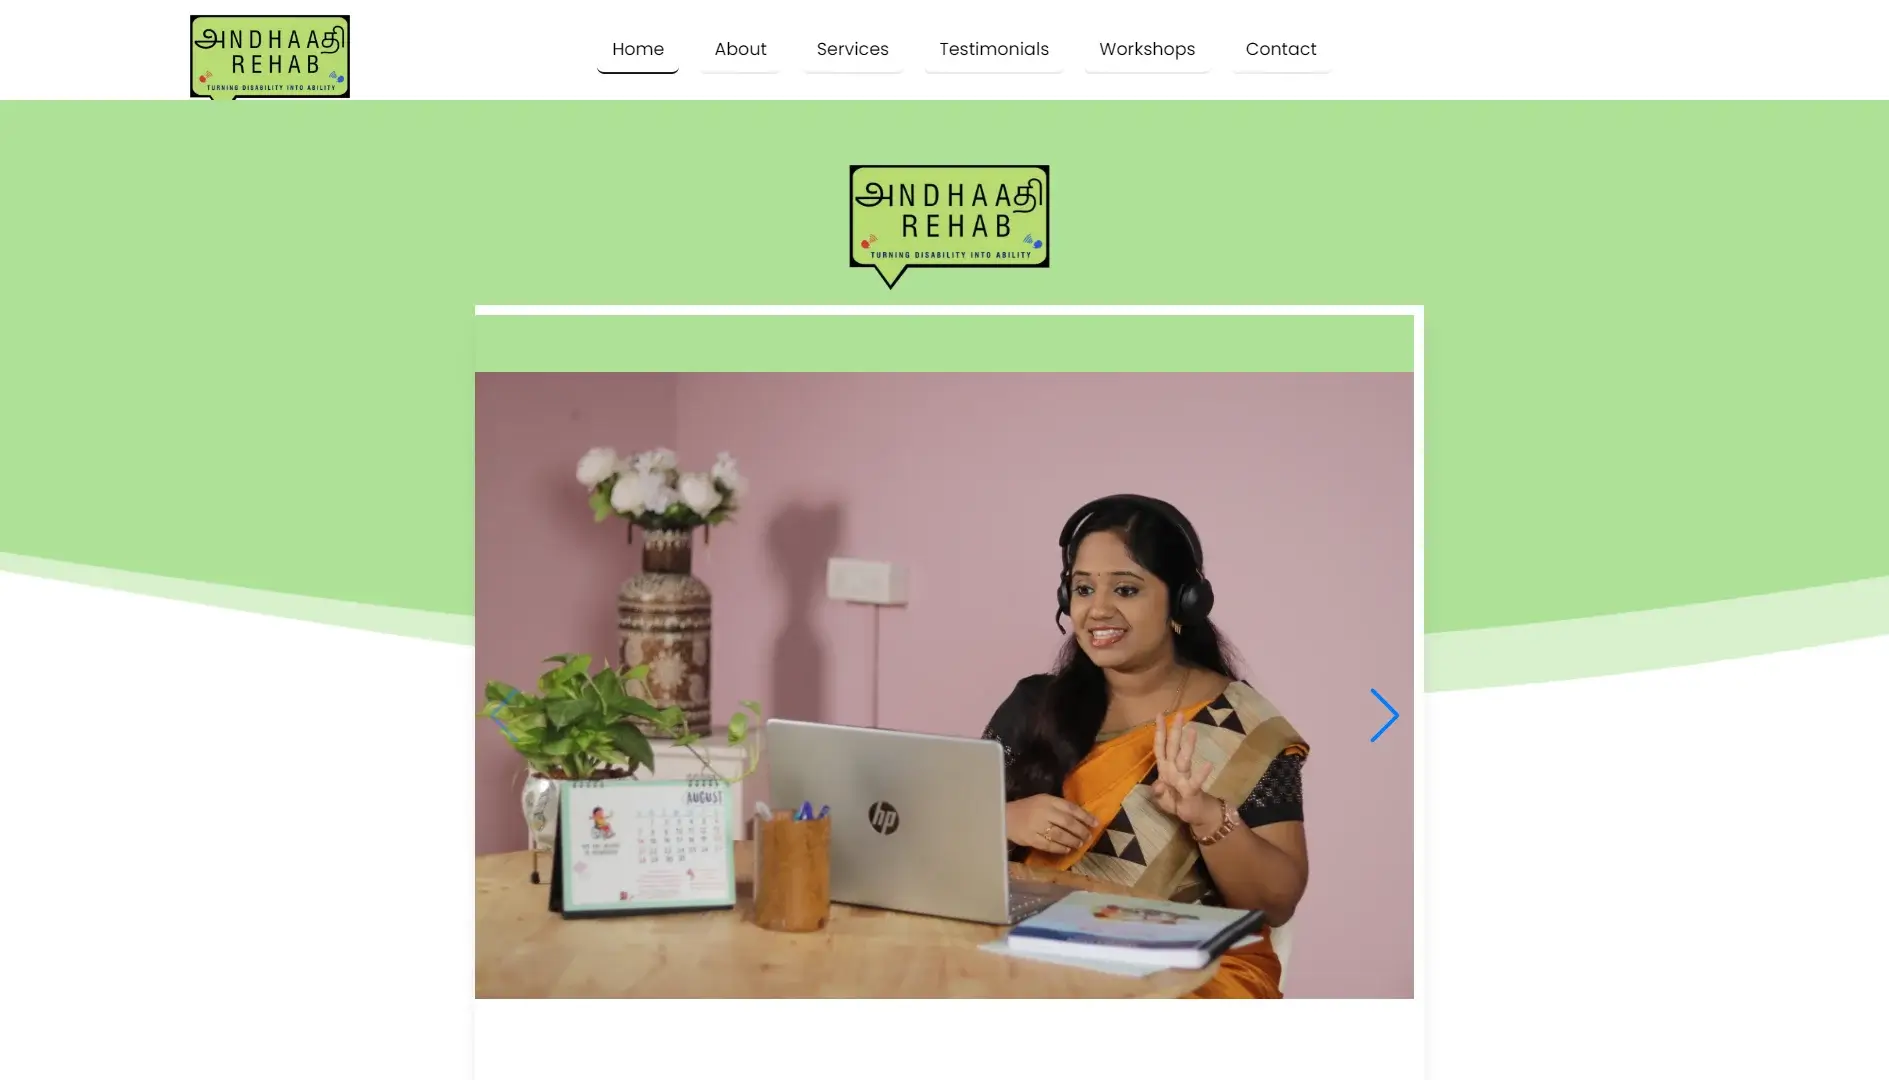 அNDHAAதி
REHAB
TURNING DISABILITY INTO ABILITY
Home
About
Services
Testimonials
Workshops
Contact
அNDHAAதி
REHAB
TURNING DISABILITY INTO ABILITY
AUGUST
hp